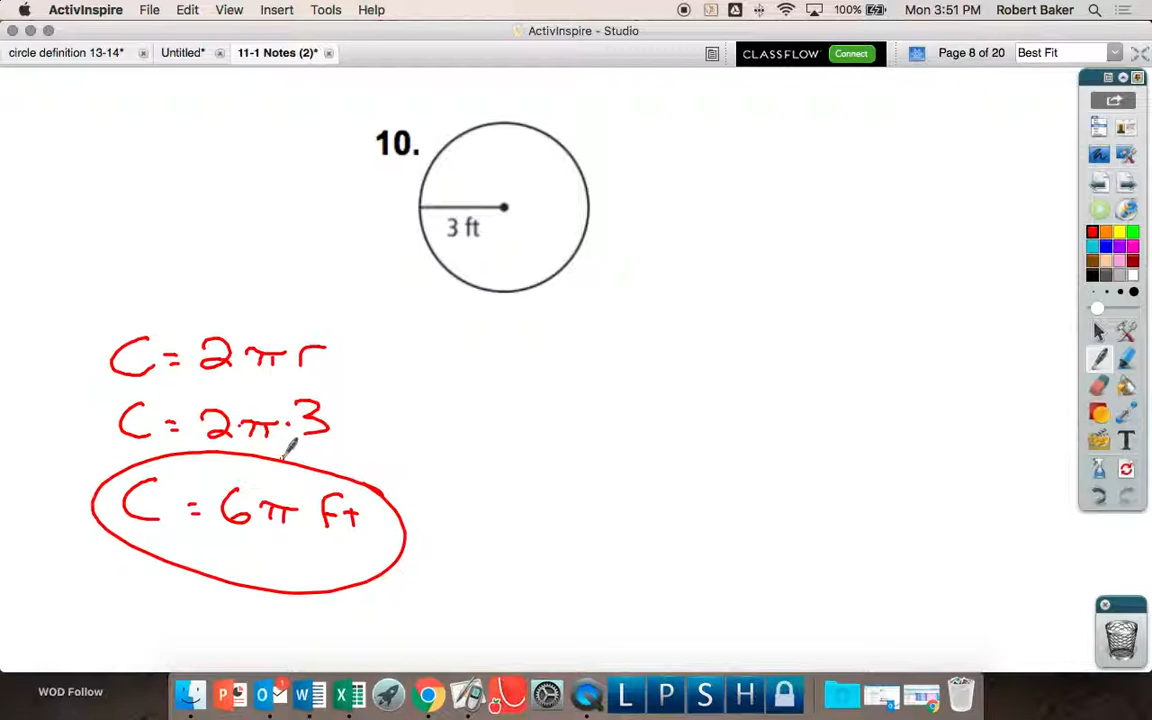 ActivInspire File Edit View Insert Tools Help 100% Mon 3:51 PM Robert Baker
ActivInspire - Studio
circle definition 13-14* Untitled* 11-1 Notes (2)* CLASSFLOW Connect Page 8 of 20 Best Fit
10.
3 ft
C = 2πr
C = 2·π·3
C = 6π ft
T
WOD Follow
P O W X L P S H